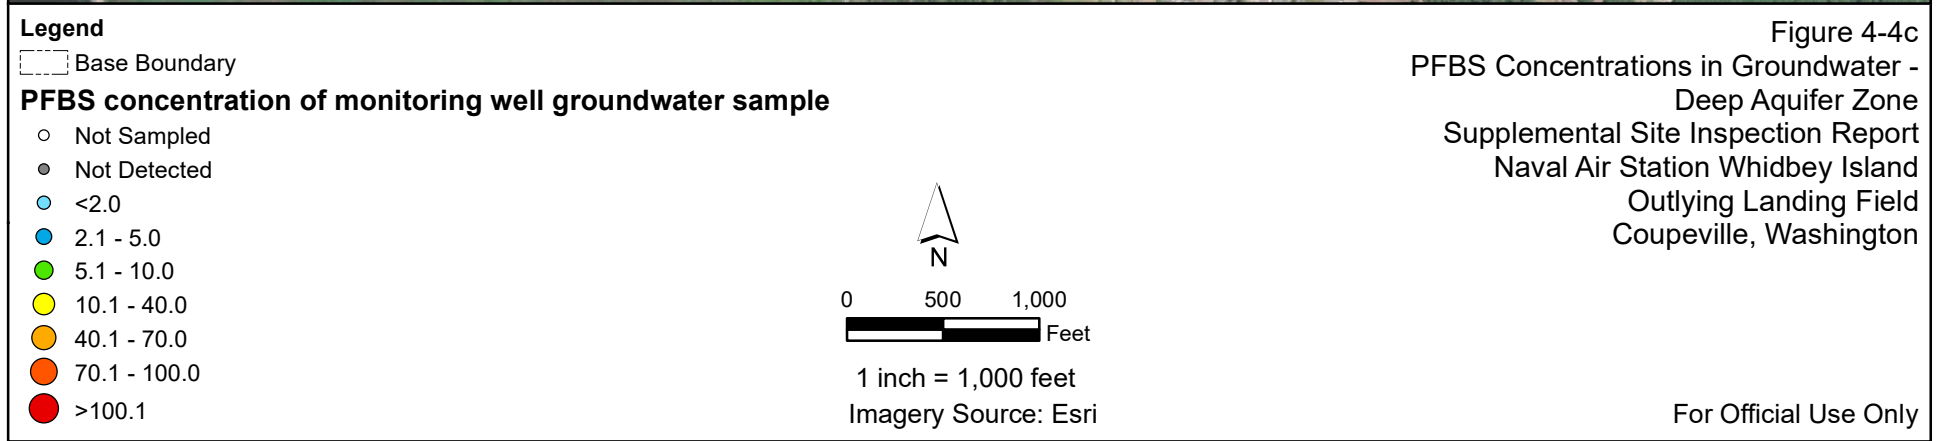 Legend
Base Boundary
PFBS concentration of monitoring well groundwater sample
Not Sampled
Not Detected
<2.0
2.1 - 5.0
5.1 - 10.0
10.1 - 40.0
40.1 - 70.0
70.1 - 100.0
>100.1
N
0 500 1,000
Feet
1 inch = 1,000 feet
Imagery Source: Esri
Figure 4-4c
PFBS Concentrations in Groundwater -
Deep Aquifer Zone
Supplemental Site Inspection Report
Naval Air Station Whidbey Island
Outlying Landing Field
Coupeville, Washington
For Official Use Only